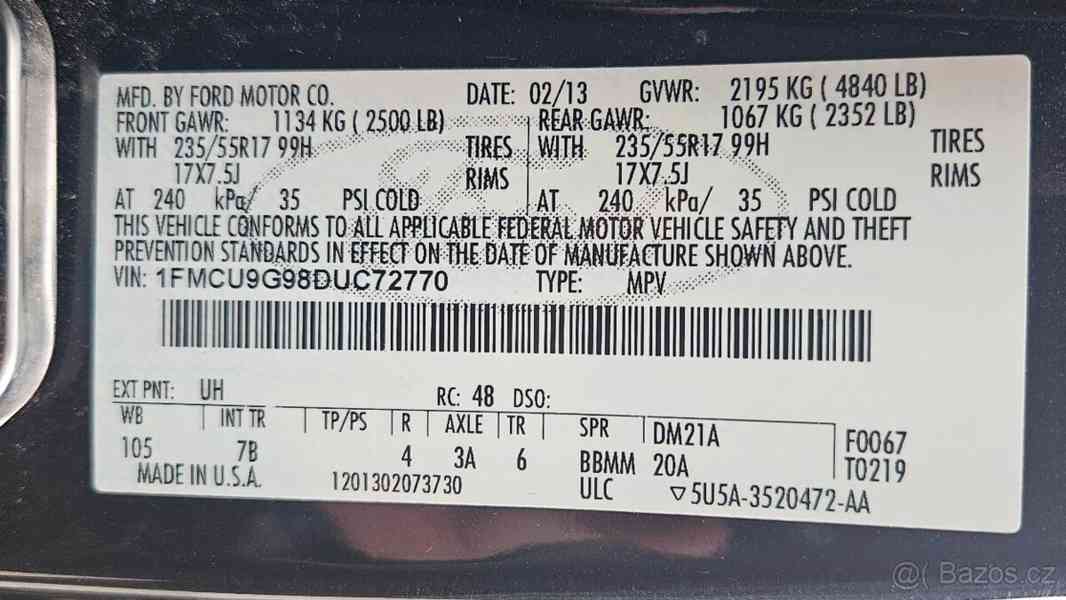 MFD. BY FORD MOTOR CO. DATE: 02/13 GVWR: 2195 KG ( 4840 LB)
FRONT GAWR: 1134 KG ( 2500 LB) REAR GAWR: 1067 KG ( 2352 LB)
WITH 235/55R17 99H TIRES WITH 235/55R17 99H TIRES
17X7.5J RIMS 17X7.5J RIMS
AT 240 kPa/ 35 PSI COLD AT 240 kPa/ 35 PSI COLD
THIS VEHICLE CONFORMS TO ALL APPLICABLE FEDERAL MOTOR VEHICLE SAFETY AND THEFT
PREVENTION STANDARDS IN EFFECT ON THE DATE OF MANUFACTURE SHOWN ABOVE.
VIN: 1FMCU9G98DUC72770 TYPE: MPV
EXT PNT: UH RC: 48 DSO:
WB INT TR TP/PS R AXLE TR SPR DM21A F0067
105 7B 4 3A 6 BBMM 20A T0219
MADE IN U.S.A. 1201302073730 ULC ▽5U5A-3520472-AA
@( Bazos.cz